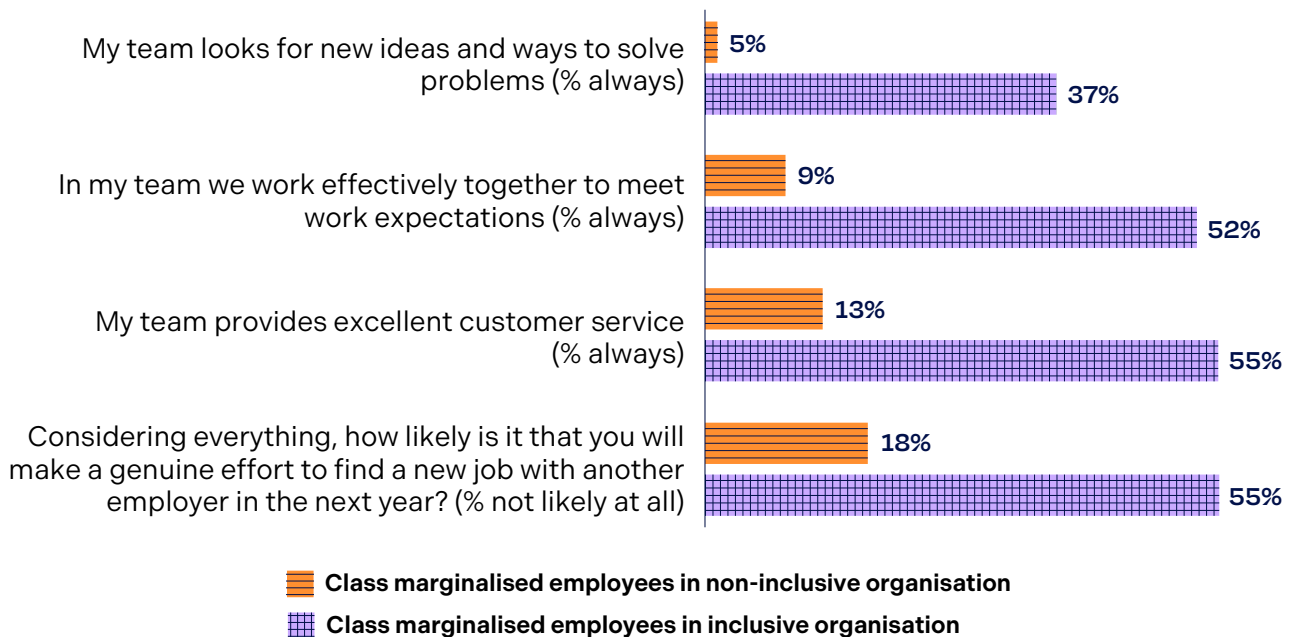 My team looks for new ideas and ways to solve
problems (% always)
5%
37%
In my team we work effectively together to meet
work expectations (% always)
9%
52%
My team provides excellent customer service
(% always)
13%
55%
Considering everything, how likely is it that you will
make a genuine effort to find a new job with another
employer in the next year? (% not likely at all)
18%
55%
Class marginalised employees in non-inclusive organisation
Class marginalised employees in inclusive organisation